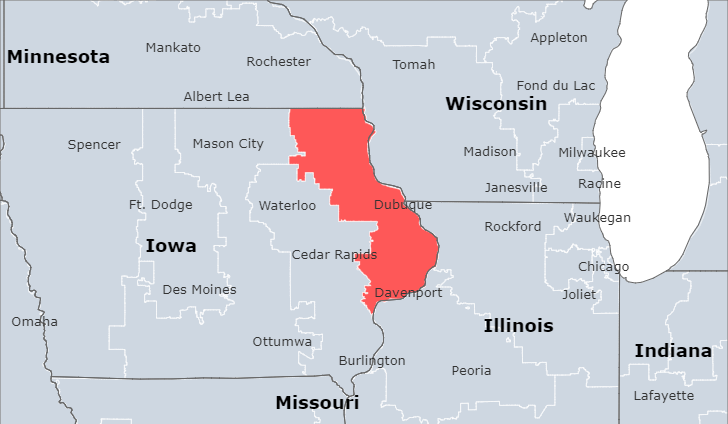 Appleton
Minnesota
Mankato
Rochester
Tomah
Fond du Lac
Albert Lea
Wisconsin
Spencer
Mason City
Madison
Milwaukee
Janesville
Racine
Ft. Dodge
Waterloo
Dubuque
Waukegan
Rockford
Iowa
Cedar Rapids
Chicago
Des Moines
Davenport
Joliet
Omaha
Illinois
Ottumwa
Indiana
Burlington
Peoria
Missouri
Lafayette